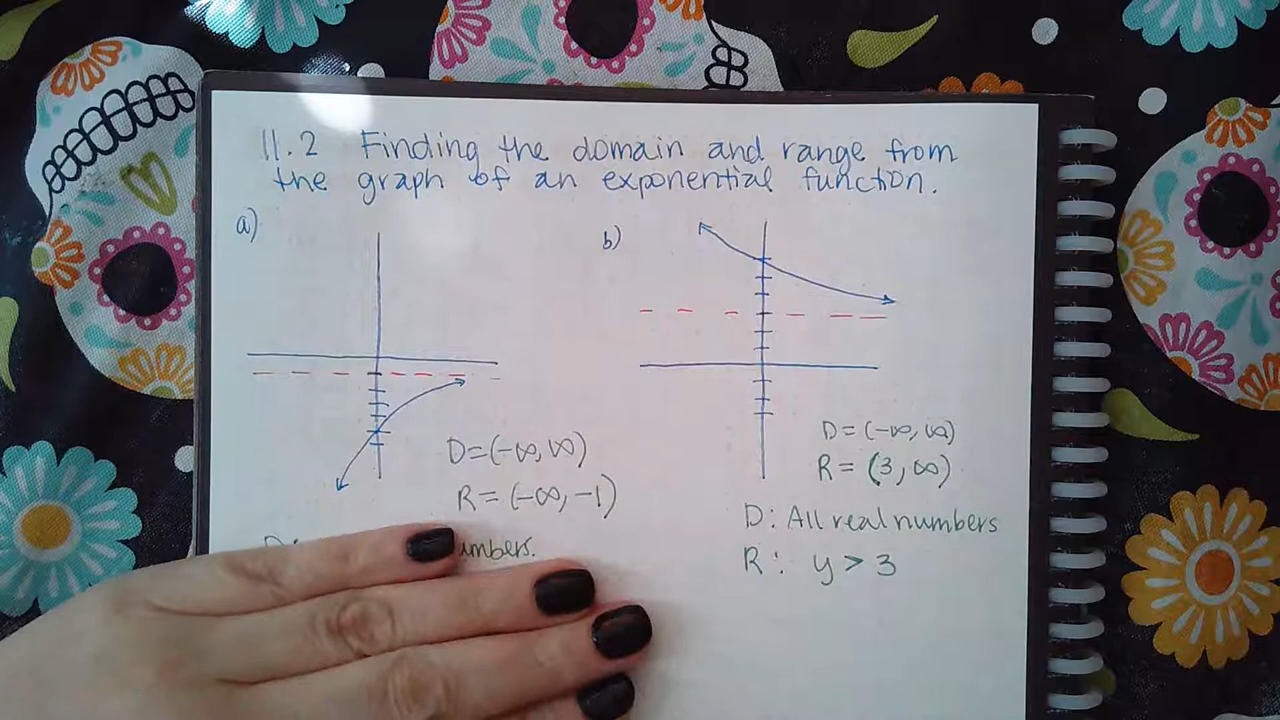 11.2 Finding the domain and range from
the graph of an exponential function.
a)
D=(-∞,∞)
R=(-∞,-1)
D: umbers.
b)
D=(-∞,∞)
R=(3,∞)
D: All real numbers
R: y > 3